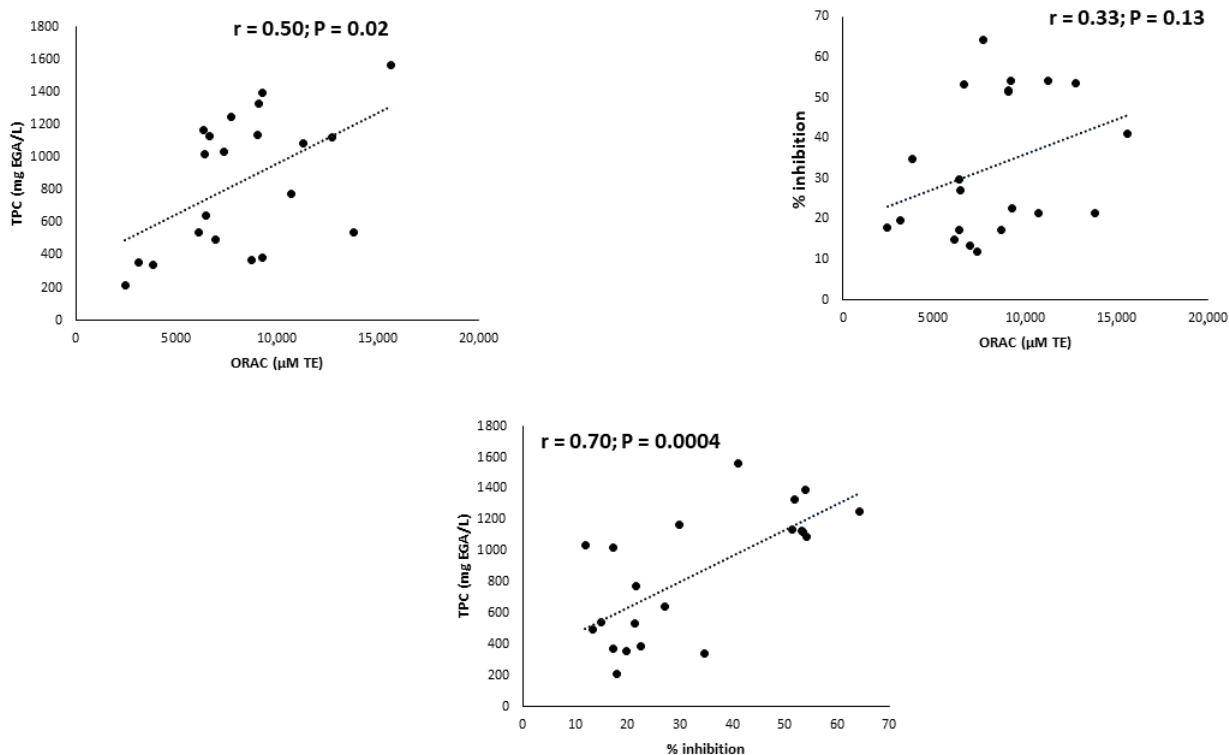 r = 0.50; P = 0.02
TPC (mg EGA/L)
1800
1600
1400
1200
1000
800
600
400
200
0
0 5000 10,000 15,000 20,000
ORAC (µM TE)
r = 0.33; P = 0.13
% inhibition
70
60
50
40
30
20
10
0
0 5000 10,000 15,000 20,000
ORAC (µM TE)
r = 0.70; P = 0.0004
TPC (mg EGA/L)
1800
1600
1400
1200
1000
800
600
400
200
0
0 10 20 30 40 50 60 70
% inhibition